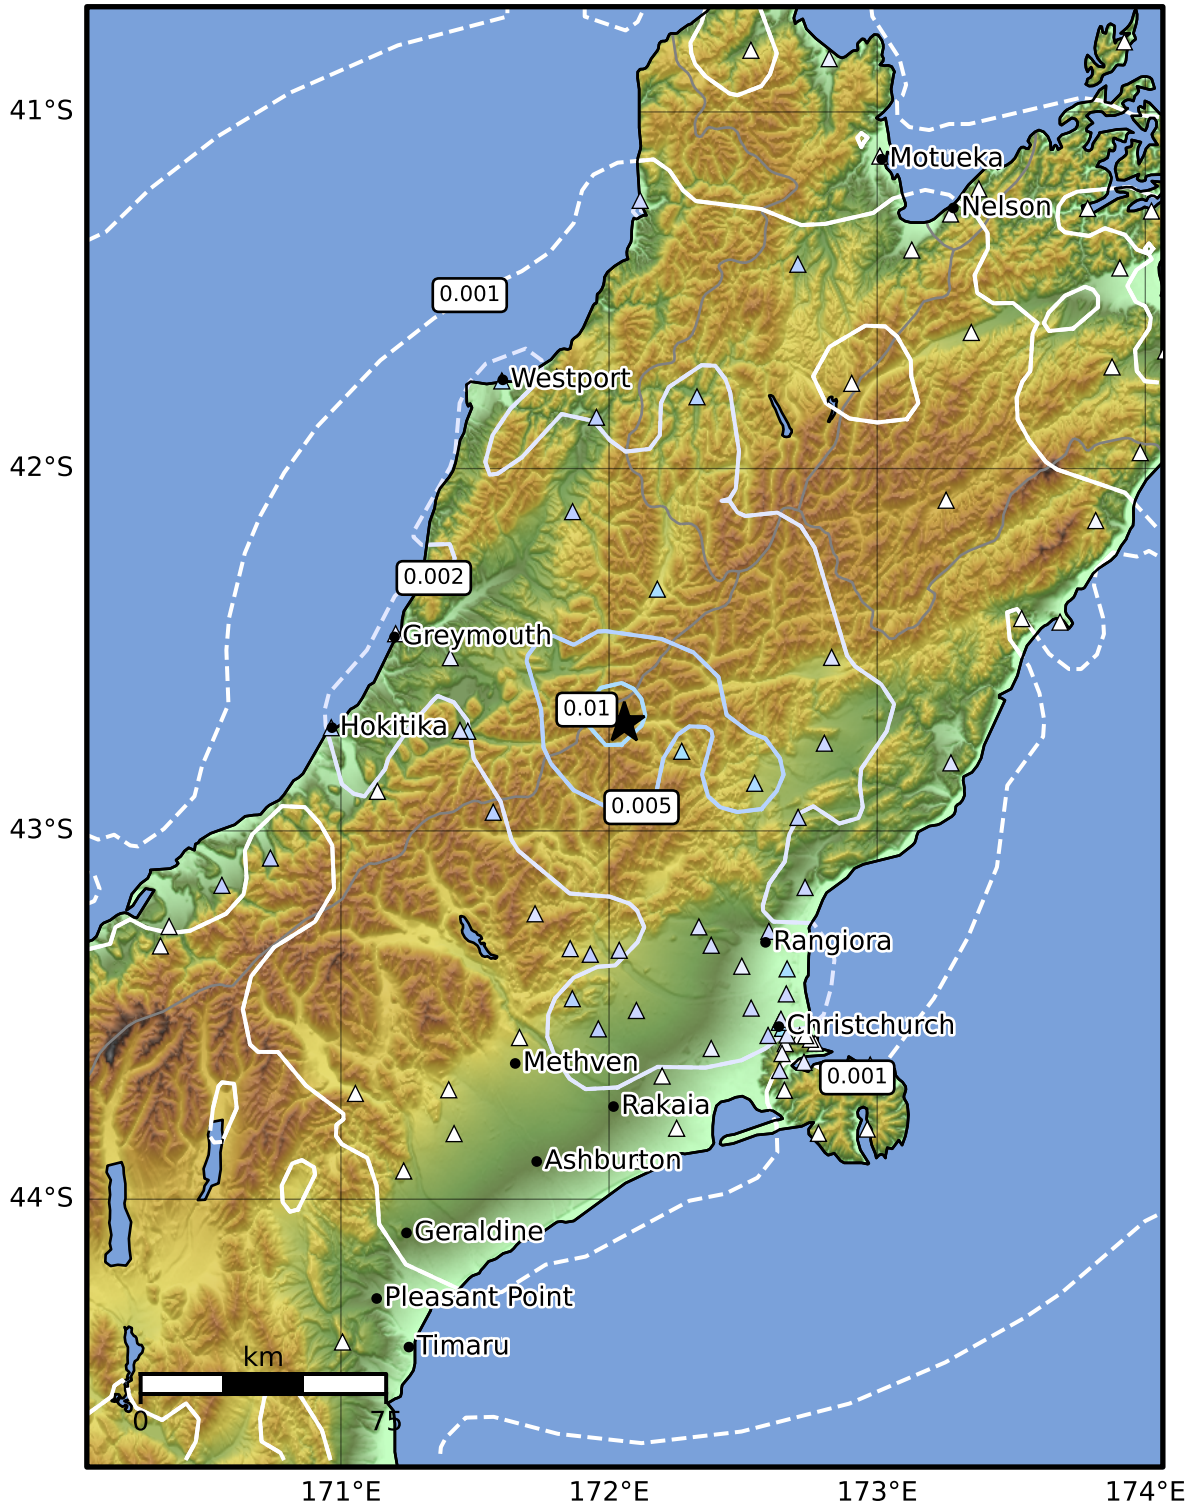 41°S
Motueka
Nelson
0.001
Westport
42°S
0.002
Greymouth
0.01
Hokitika
0.005
43°S
Rangiora
Christchurch
Methven
0.001
Rakaia
Ashburton
44°S
Geraldine
Pleasant Point
Timaru
km
0
75
171°E
172°E
173°E
174°E